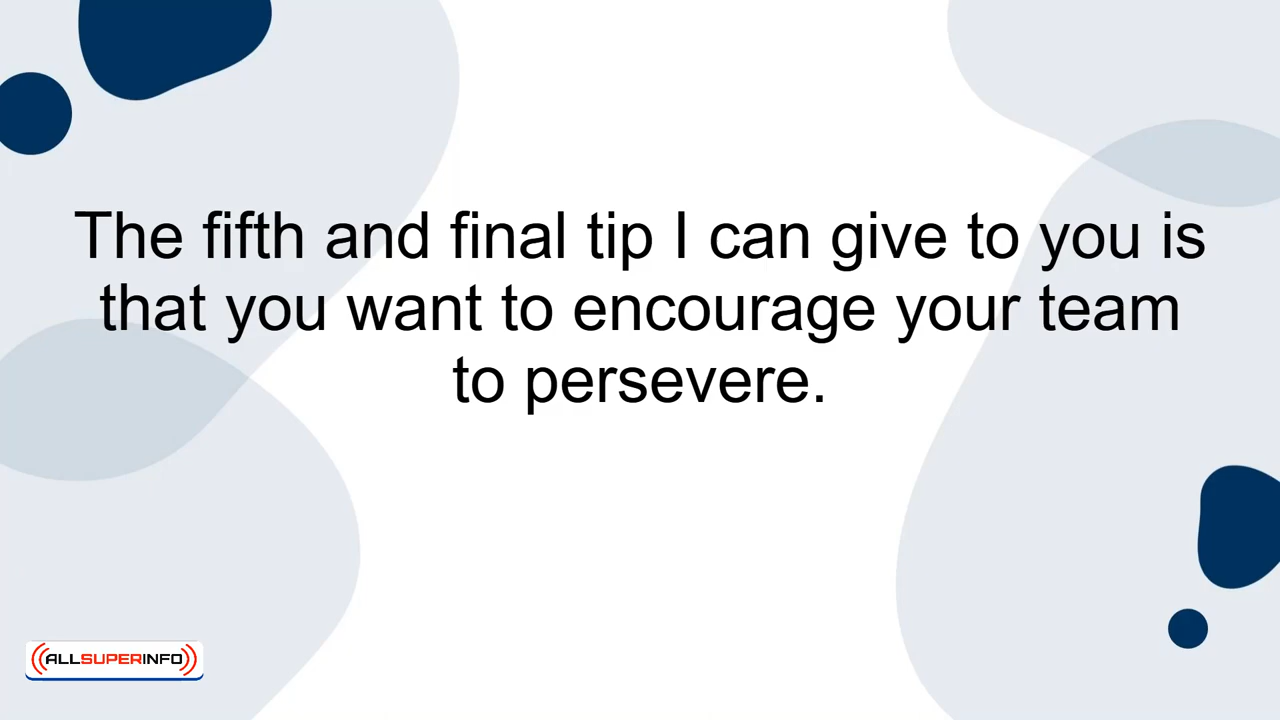 The fifth and final tip I can give to you is
that you want to encourage your team
to persevere.
ALLSUPERINFO